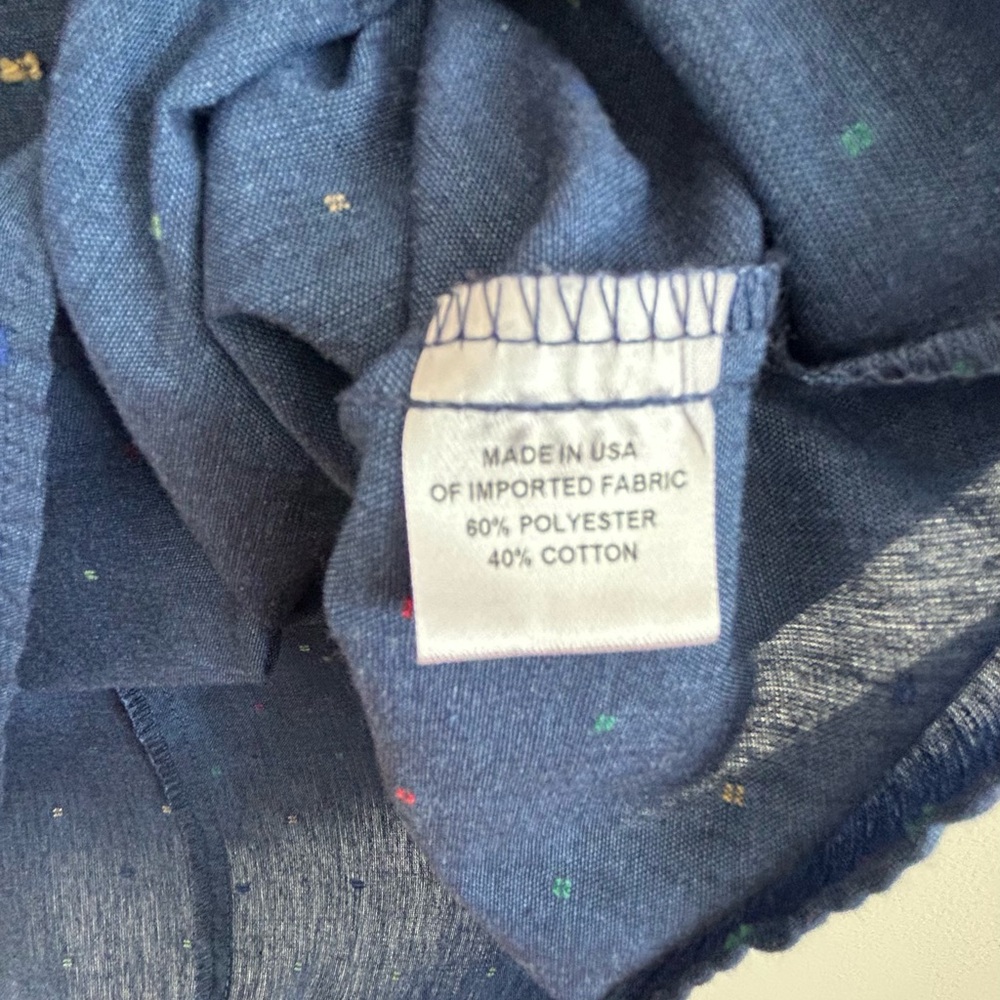 MADE IN USA
OF IMPORTED FABRIC
60% POLYESTER
40% COTTON